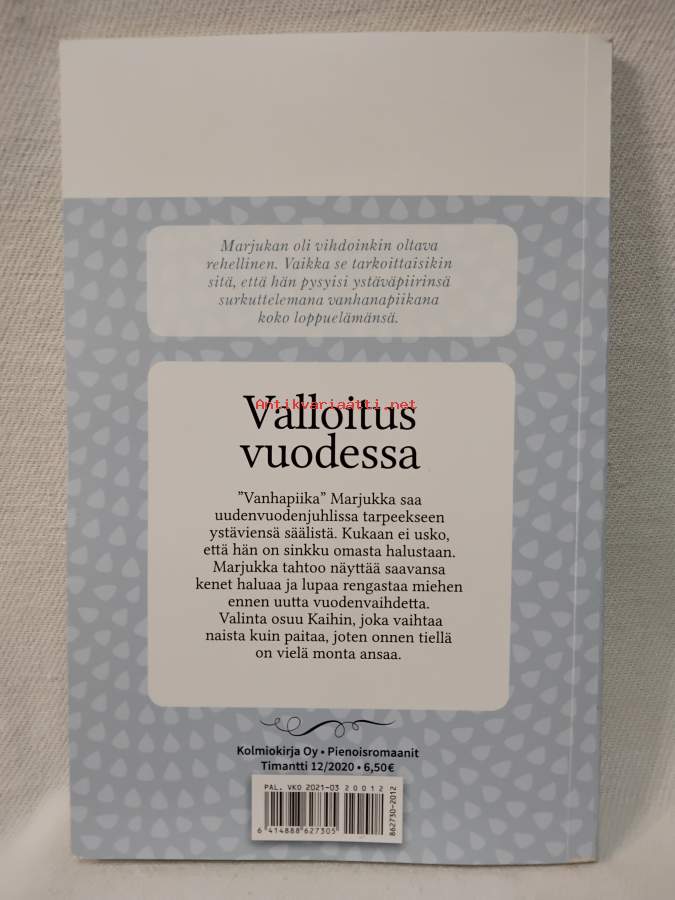 Marjukan oli vihdoinkin oltava
rehellinen. Vaikka se tarkoittaisikin
sitä, että hän pysyisi ystäväpiirinsä
surkuttelemana vanhanapiikana
koko loppuelämänsä.
Valloitus
Antikvariaatti.net
vuodessa
"Vanhapiika" Marjukka saa
uudenvuodenjuhlissa tarpeekseen
ystäviensä säälistä. Kukaan ei usko,
että hän on sinkku omasta halustaan.
Marjukka tahtoo näyttää saavansa
kenet haluaa ja lupaa rengastaa miehen
ennen uutta vuodenvaihdetta.
Valinta osuu Kaihin, joka vaihtaa
naista kuin paitaa, joten onnen tiellä
on vielä monta ansaa.
Kolmiokirja Oy • Pienoisromaanit
Timantti 12/2020 • 6,50€
PAL. VKO 2021-03 20012
6 414888 627305
862730-2012